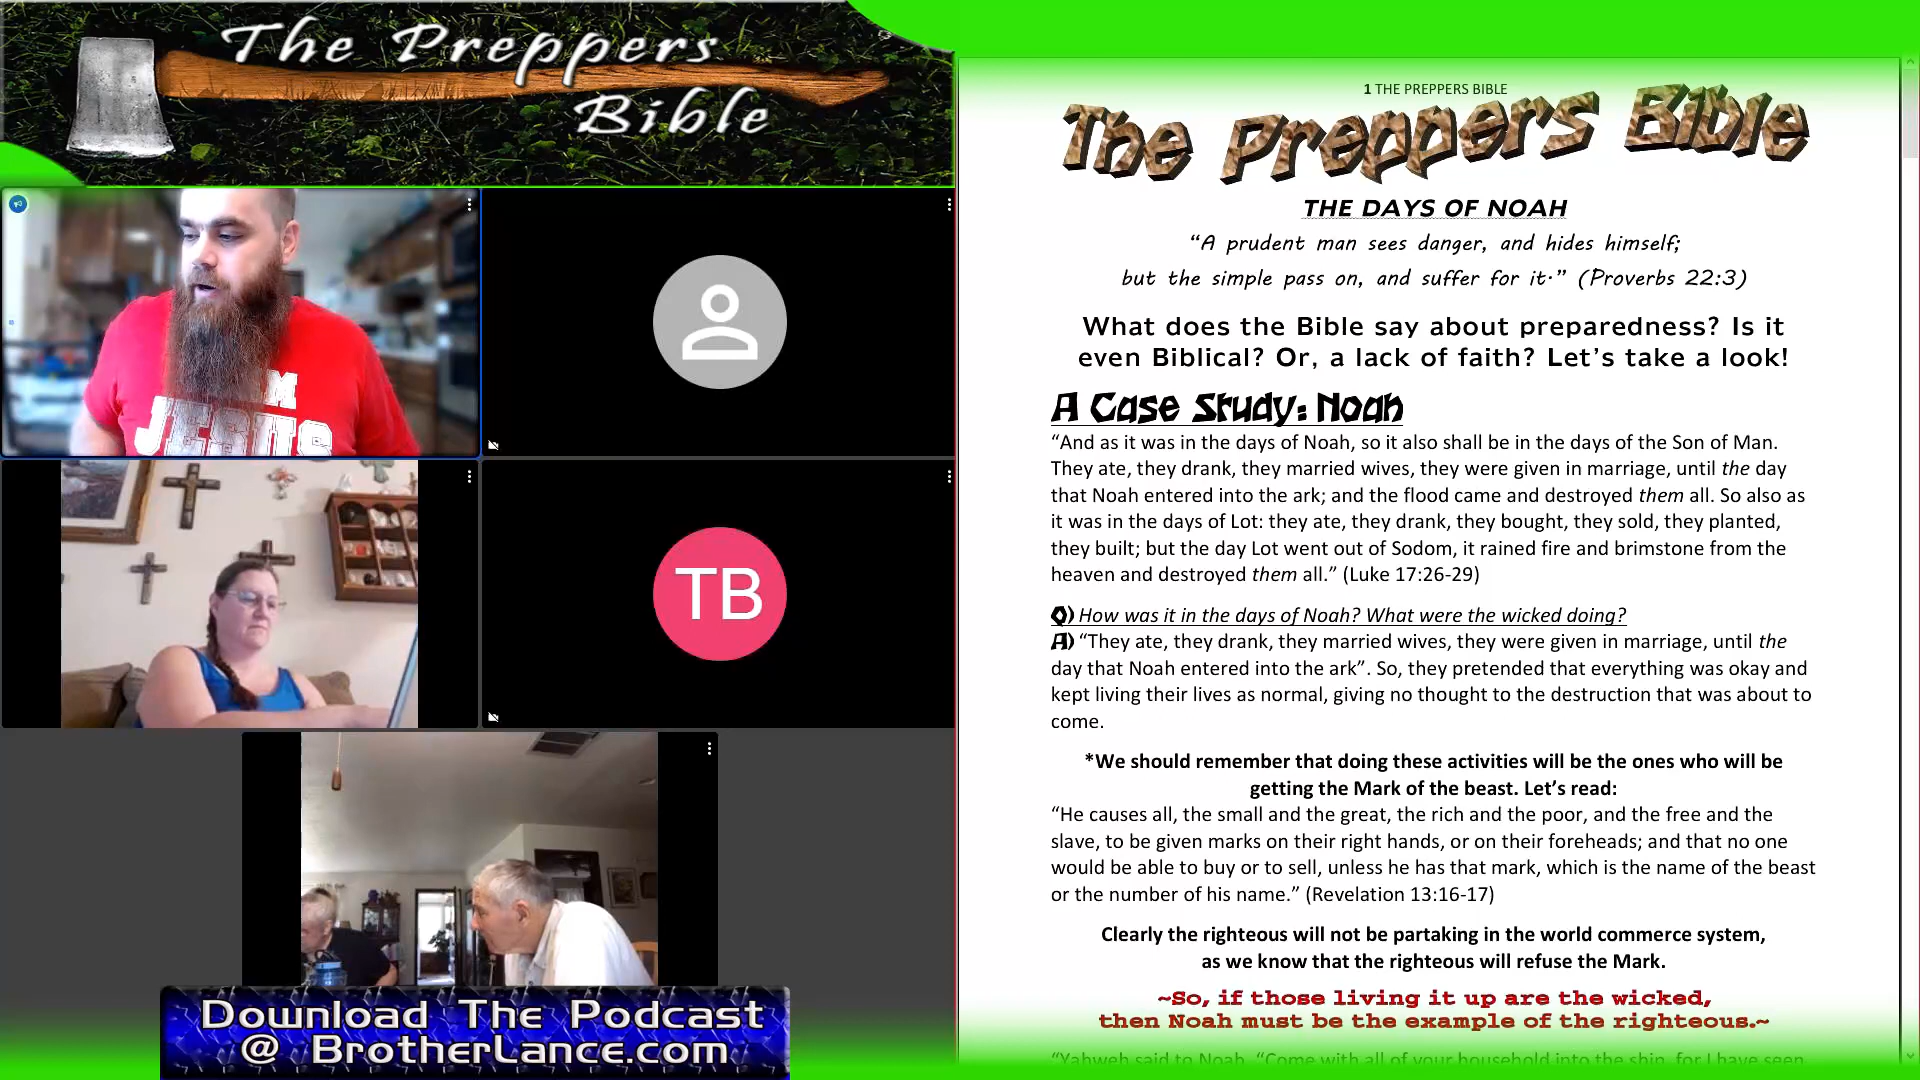 The Preppers
Bible
M
JESUS
TB
Download The Podcast
@ BrotherLance.com
1 THE PREPPERS BIBLE
The Prepper's Bible
THE DAYS OF NOAH
“A prudent man sees danger, and hides himself;
but the simple pass on, and suffer for it.” (Proverbs 22:3)
What does the Bible say about preparedness? Is it
even Biblical? Or, a lack of faith? Let’s take a look!
A Case Study: Noah
“And as it was in the days of Noah, so it also shall be in the days of the Son of Man.
They ate, they drank, they married wives, they were given in marriage, until the day
that Noah entered into the ark; and the flood came and destroyed them all. So also as
it was in the days of Lot: they ate, they drank, they bought, they sold, they planted,
they built; but the day Lot went out of Sodom, it rained fire and brimstone from the
heaven and destroyed them all.” (Luke 17:26-29)
Q) How was it in the days of Noah? What were the wicked doing?
A) “They ate, they drank, they married wives, they were given in marriage, until the
day that Noah entered into the ark”. So, they pretended that everything was okay and
kept living their lives as normal, giving no thought to the destruction that was about to
come.
*We should remember that doing these activities will be the ones who will be
getting the Mark of the beast. Let’s read:
“He causes all, the small and the great, the rich and the poor, and the free and the
slave, to be given marks on their right hands, or on their foreheads; and that no one
would be able to buy or to sell, unless he has that mark, which is the name of the beast
or the number of his name.” (Revelation 13:16-17)
Clearly the righteous will not be partaking in the world commerce system,
as we know that the righteous will refuse the Mark.
~So, if those living it up are the wicked,
then Noah must be the example of the righteous.~
“Yahweh said to Noah, “Come with all of your household into the ship, for I have seen